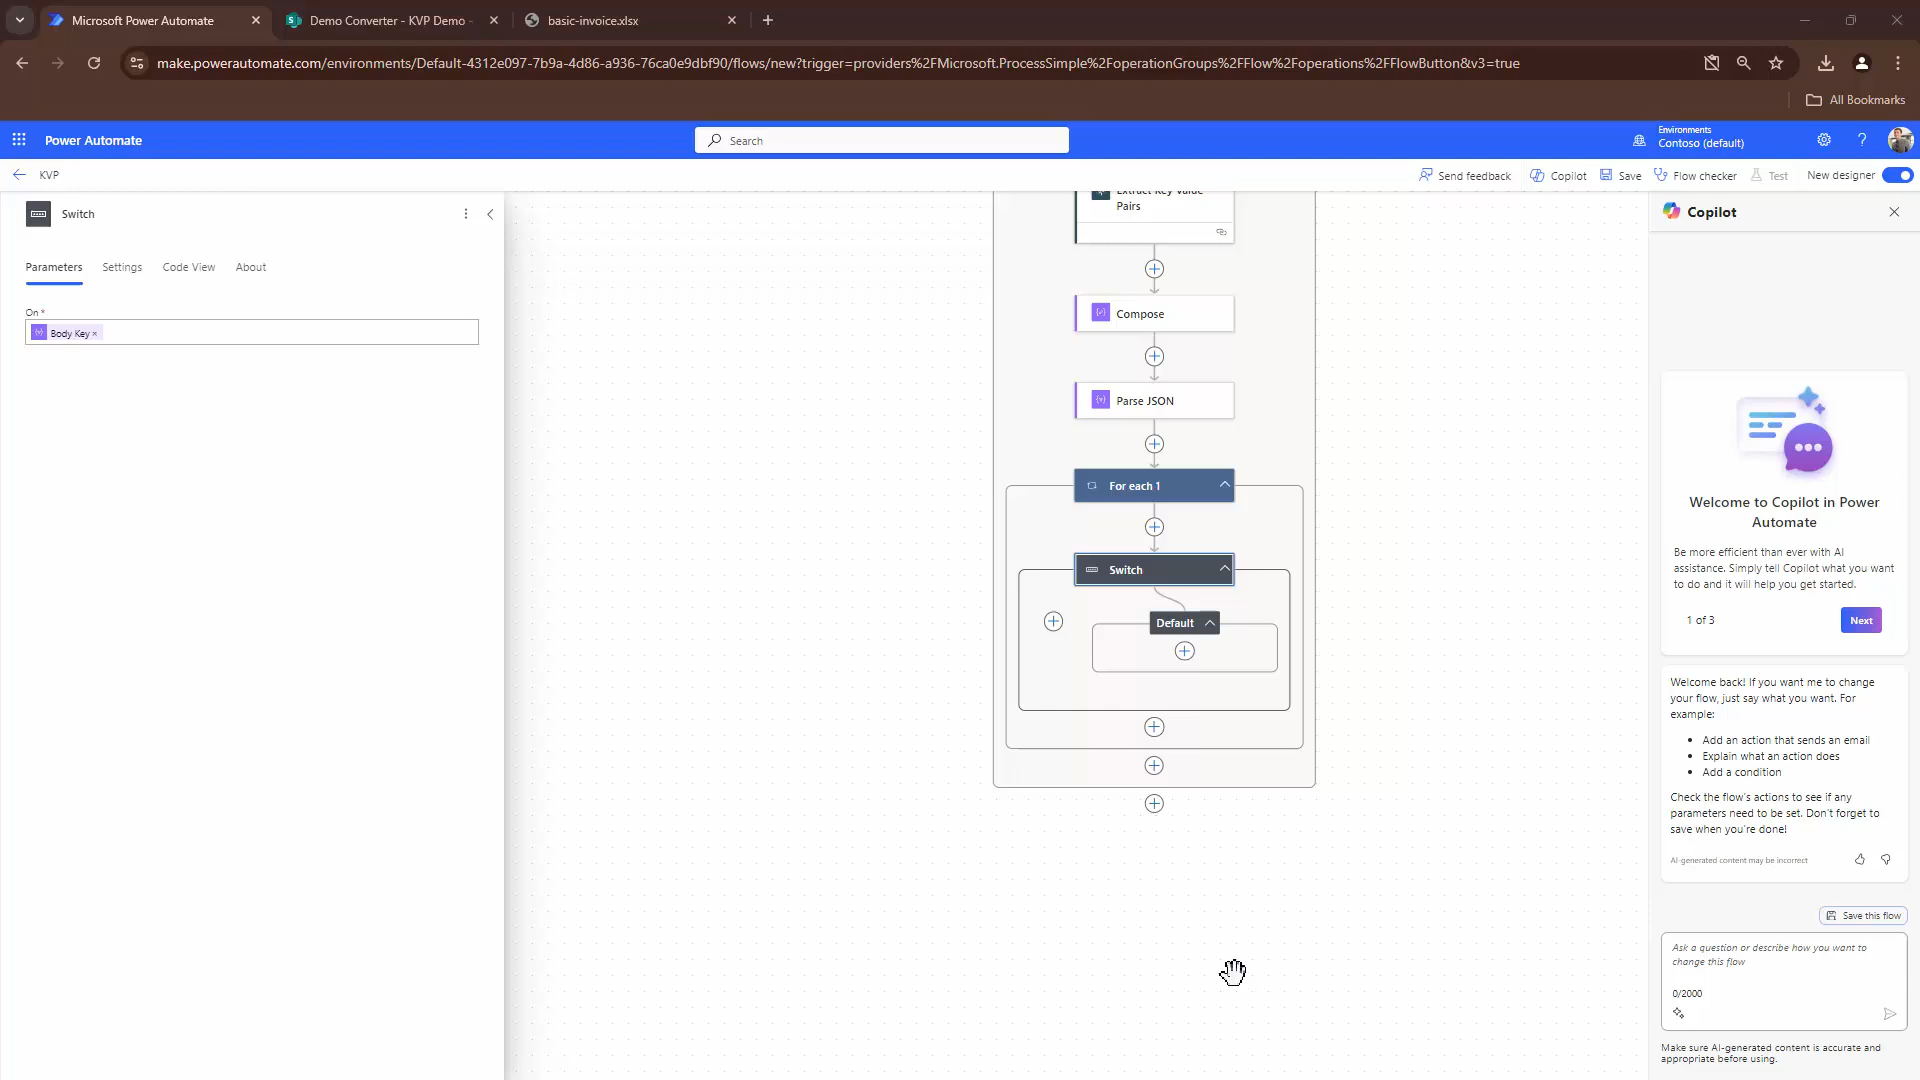 Microsoft Power Automate
Demo Converter - KVP Demo -
basic-invoice.xlsx
make.powerautomate.com/environments/Default-4312e097-7b9a-4d86-a936-76ca0e9dbf90/flows/new?trigger=providers%2FMicrosoft.ProcessSimple%2FoperationGroups%2FFlow%2Foperations%2FFlowButton&v3=true
All Bookmarks
Power Automate
Search
Environments
Contoso (default)
KVP
Send feedback
Copilot
Save
Flow checker
Test
New designer
Switch
Parameters
Settings
Code View
About
On *
Body Key ×
Extract Key Value
Pairs
Compose
Parse JSON
For each 1
Switch
Default
Copilot
Welcome to Copilot in Power
Automate
Be more efficient than ever with AI
assistance. Simply tell Copilot what you want
to do and it will help you get started.
1 of 3
Next
Welcome back! If you want me to change
your flow, just say what you want. For
example:
• Add an action that sends an email
• Explain what an action does
• Add a condition
Check the flow's actions to see if any
parameters need to be set. Don't forget to
save when you're done!
AI-generated content may be incorrect
Save this flow
Ask a question or describe how you want to
change this flow
0/2000
Make sure AI-generated content is accurate and
appropriate before using.